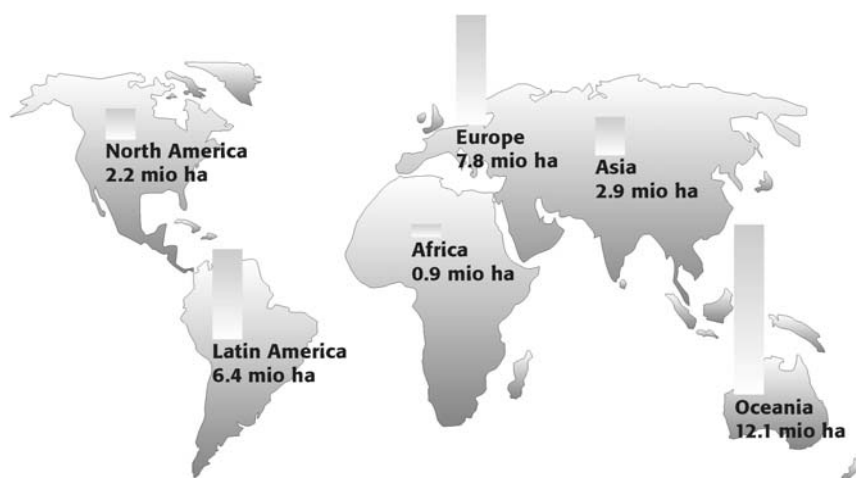 North America
2.2 mio ha
Europe
7.8 mio ha
Asia
2.9 mio ha
Africa
0.9 mio ha
Latin America
6.4 mio ha
Oceania
12.1 mio ha